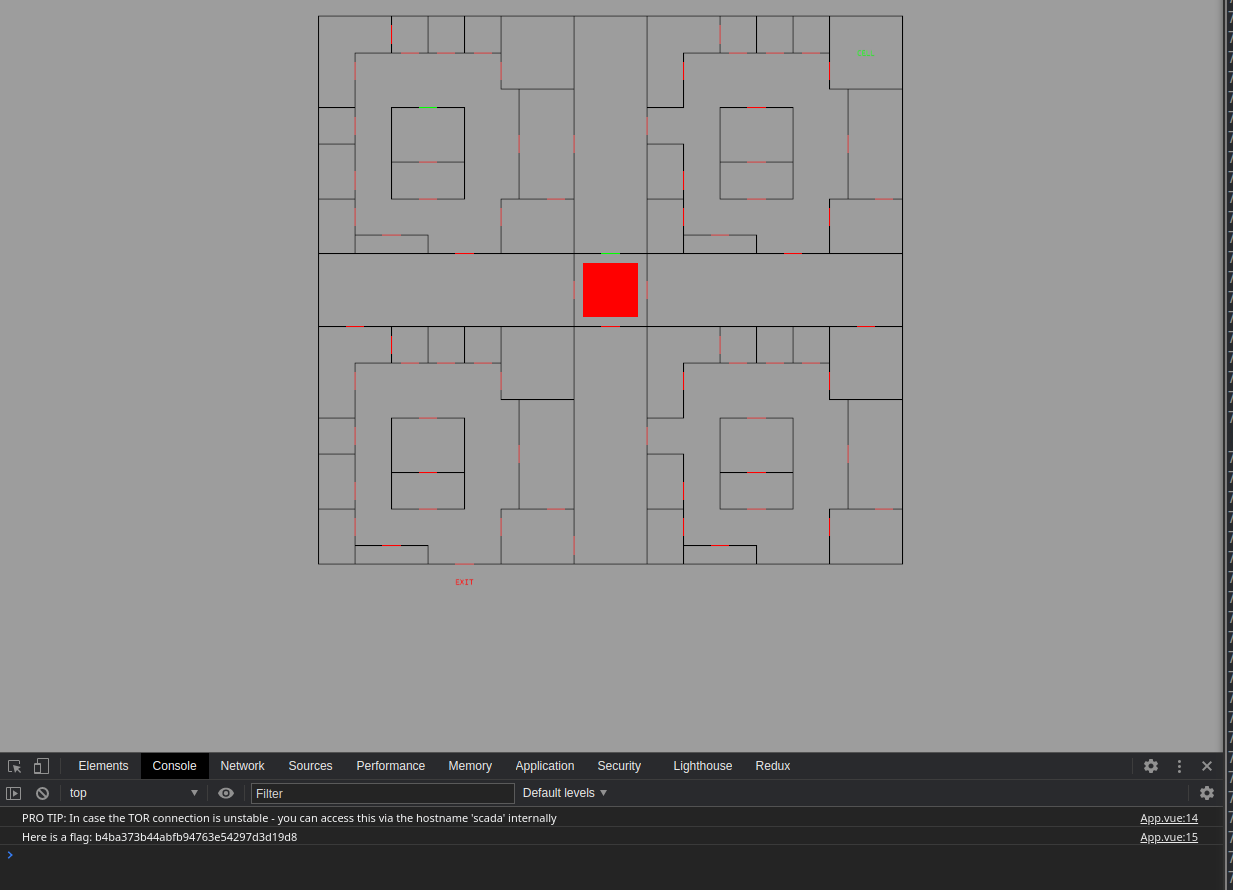 EXIT
Elements Console Network Sources Performance Memory Application Security Lighthouse Redux
top Filter Default levels
PRO TIP: In case the TOR connection is unstable - you can access this via the hostname 'scada' internally App.vue:14
Here is a flag: b4ba373b44abfb94763e54297d3d19d8 App.vue:15